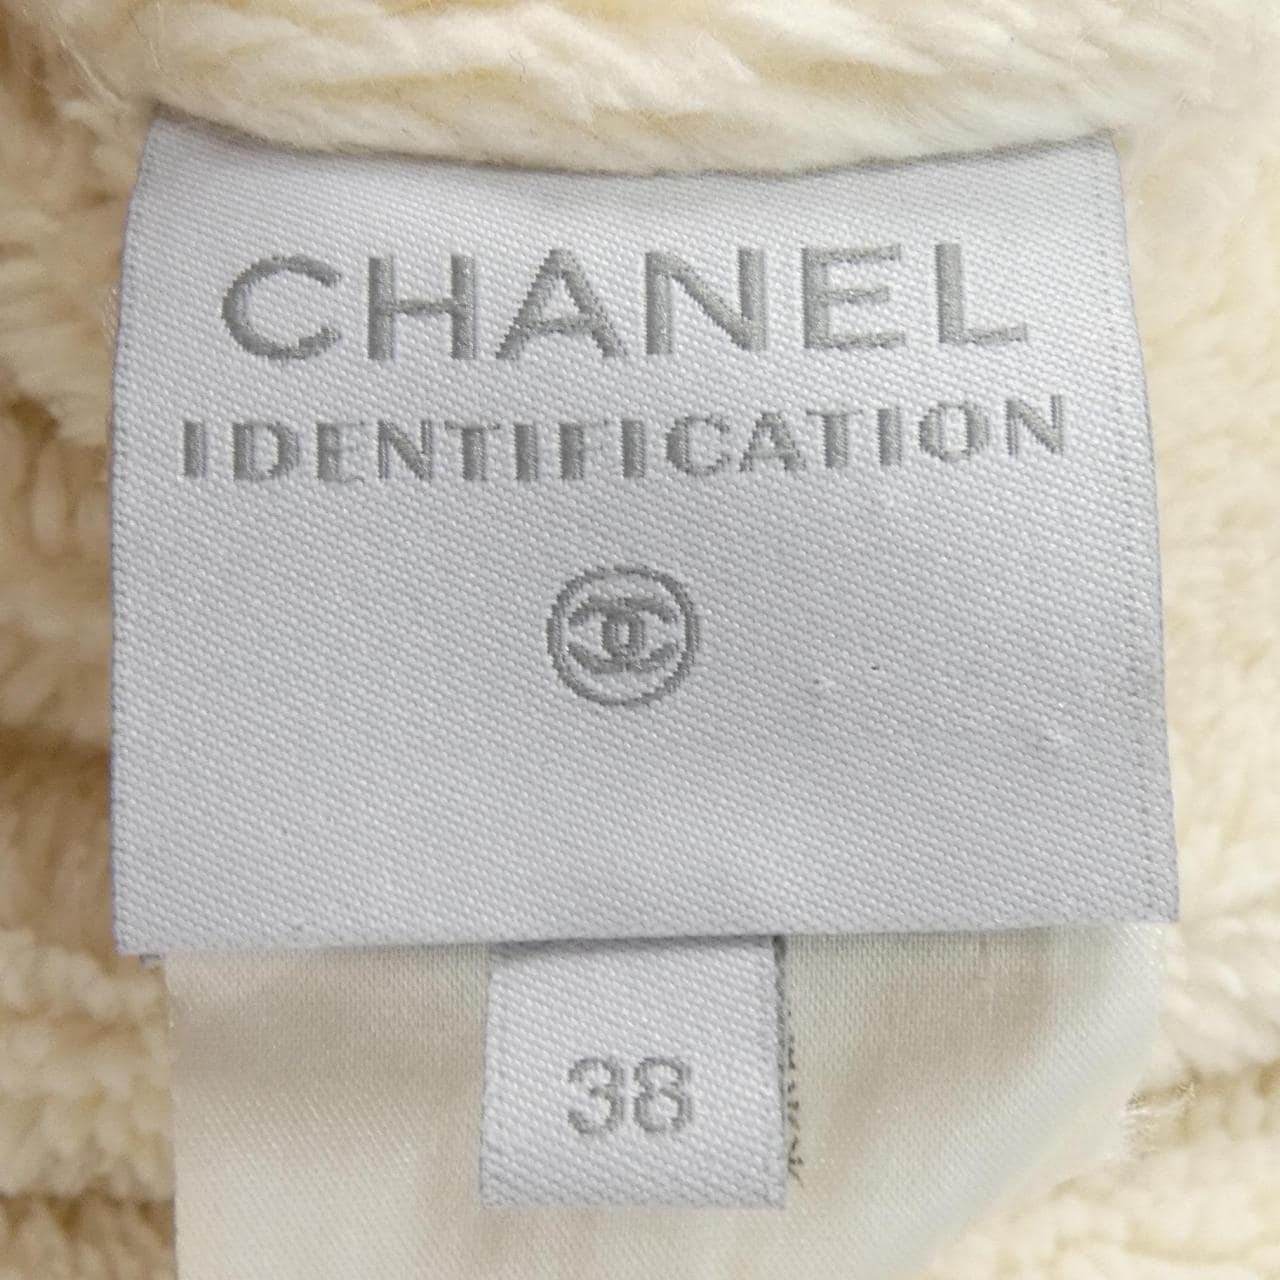 CHANEL
IDENTIFICATION
38